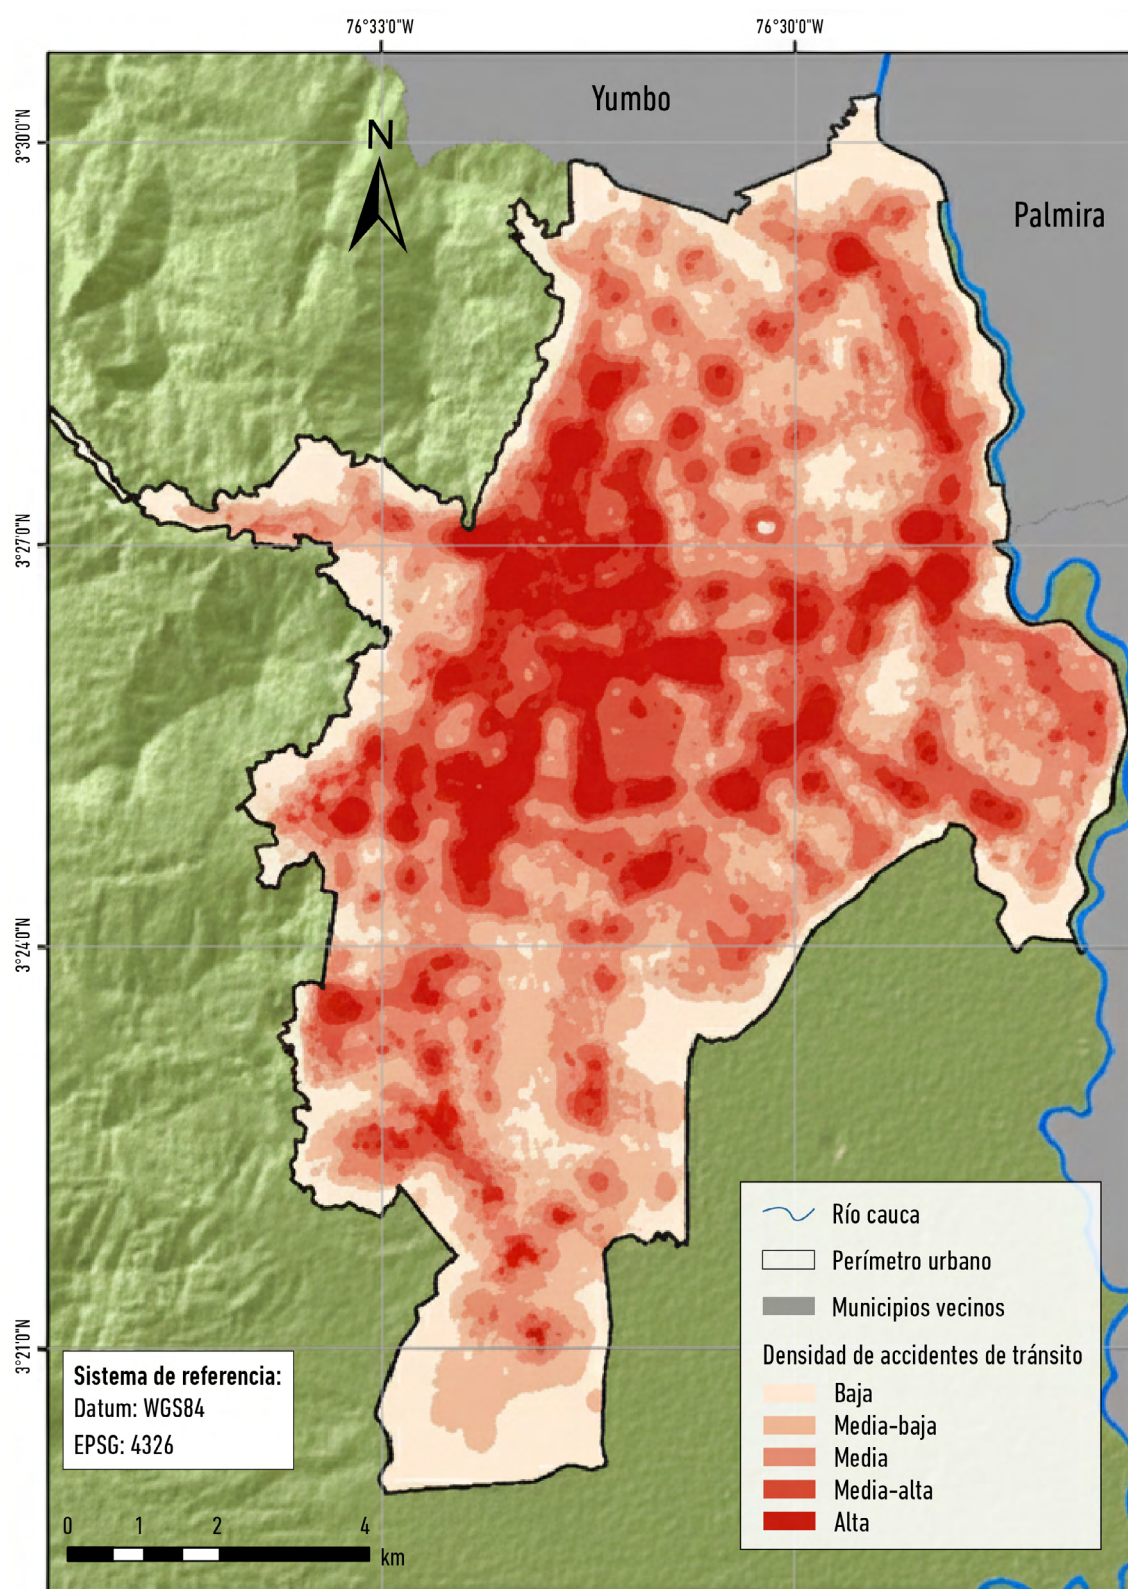 76°33'0"W
76°30'0"W
Yumbo
3°30'0"N
N
Palmira
3°27'0"N
3°24'0"N
Río cauca
Perímetro urbano
Municipios vecinos
3°21'0"N
Densidad de accidentes de tránsito
Baja
Media-baja
Media
Media-alta
Alta
Sistema de referencia:
Datum: WGS84
EPSG: 4326
0 1 2 4
km